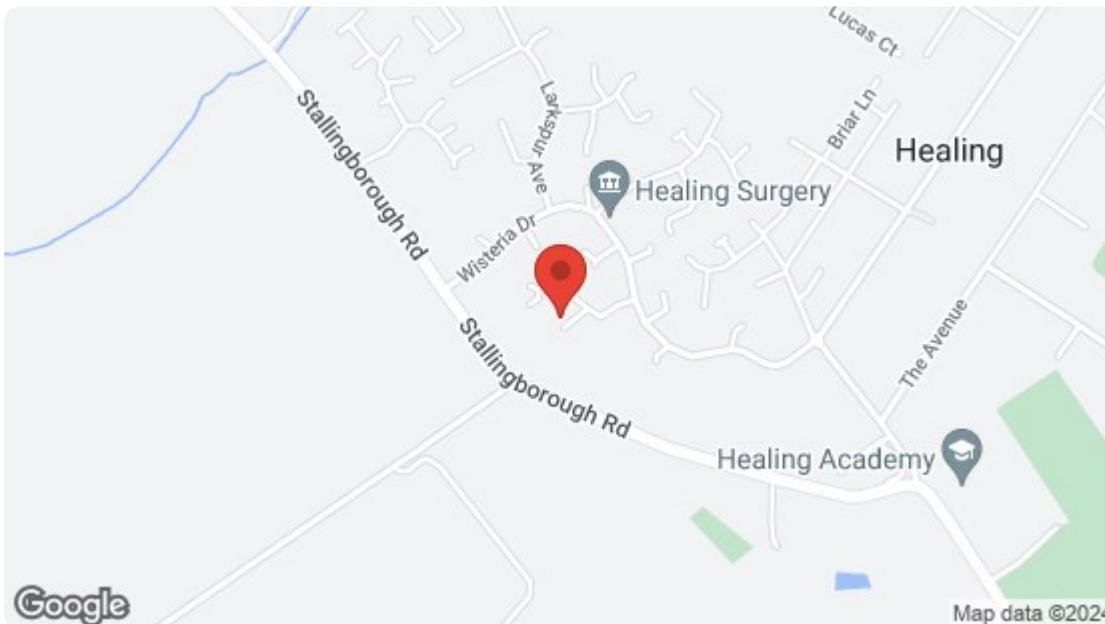 Lucas Ct
Stallingborough Rd
Larkspur Ave
Briar Ln
Healing
Healing Surgery
Wisteria Dr
Stallingborough Rd
The Avenue
Healing Academy
Google
Map data ©2024